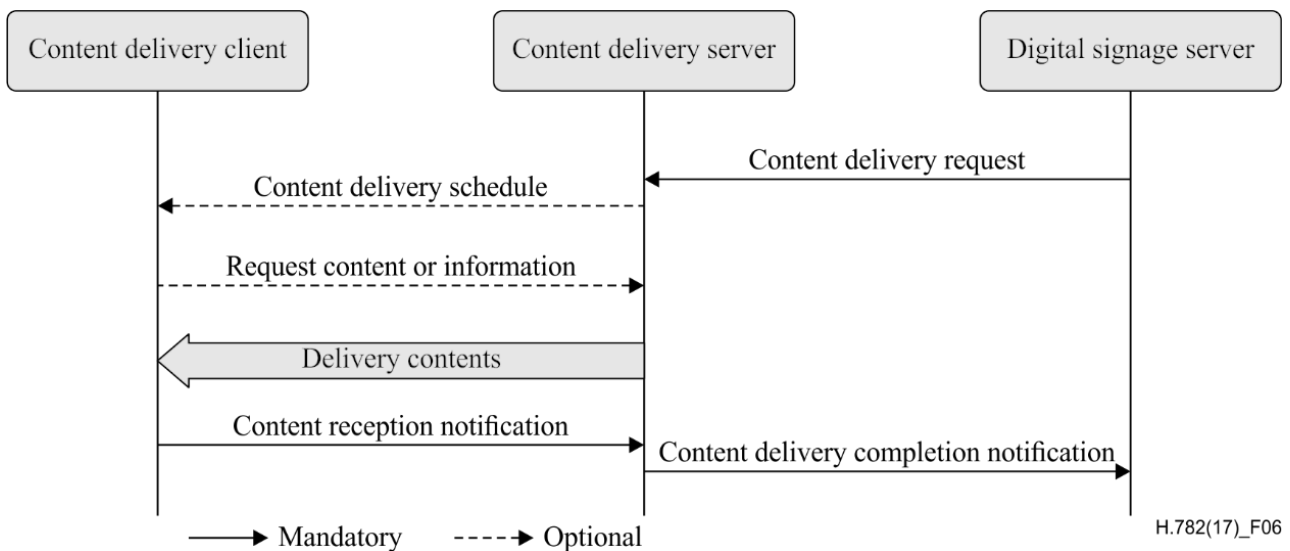 Content delivery client
Content delivery server
Digital signage server
Content delivery request
Content delivery schedule
Request content or information
Delivery contents
Content reception notification
Content delivery completion notification
Mandatory
Optional
H.782(17)_F06